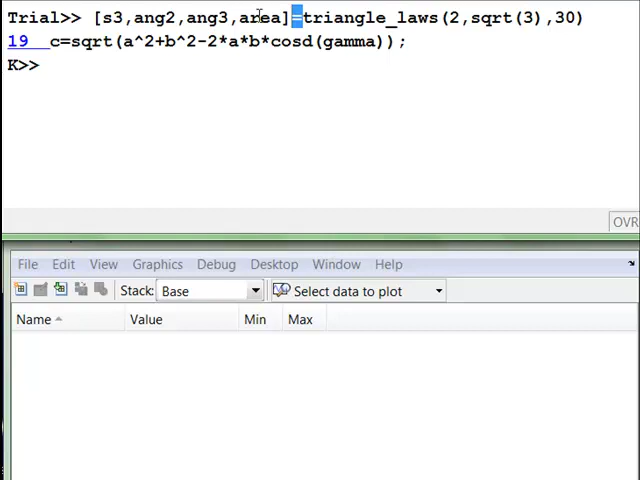 Trial>> [s3,ang2,ang3,area]=triangle_laws(2,sqrt(3),30)
19 c=sqrt(a^2+b^2-2*a*b*cosd(gamma));
K>>
OVR
File Edit View Graphics Debug Desktop Window Help
Stack: Base Select data to plot
Name Value Min Max